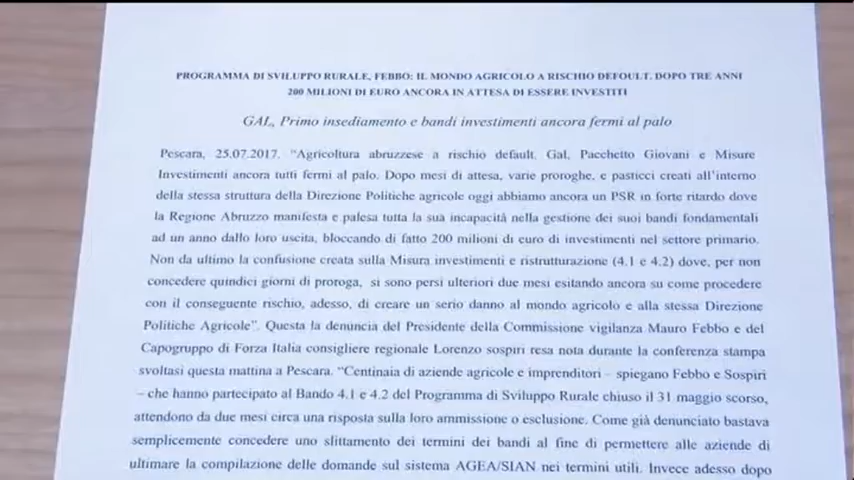 PROGRAMMA DI SVILUPPO RURALE, FEBBO: IL MONDO AGRICOLO A RISCHIO DEFOULT. DOPO TRE ANNI
200 MILIONI DI EURO ANCORA IN ATTESA DI ESSERE INVESTITI
GAL, Primo insediamento e bandi investimenti ancora fermi al palo
Pescara, 25.07.2017. "Agricoltura abruzzese a rischio default. Gal, Pacchetto Giovani e Misure
Investimenti ancora tutti fermi al palo. Dopo mesi di attesa, varie proroghe, e pasticci creati all'interno
della stessa struttura della Direzione Politiche agricole oggi abbiamo ancora un PSR in forte ritardo dove
la Regione Abruzzo manifesta e palesa tutta la sua incapacità nella gestione dei suoi bandi fondamentali
ad un anno dallo loro uscita, bloccando di fatto 200 milioni di euro di investimenti nel settore primario.
Non da ultimo la confusione creata sulla Misura investimenti e ristrutturazione (4.1 e 4.2) dove, per non
concedere quindici giorni di proroga, si sono persi ulteriori due mesi esitando ancora su come procedere
con il conseguente rischio, adesso, di creare un serio danno al mondo agricolo e alla stessa Direzione
Politiche Agricole". Questa la denuncia del Presidente della Commissione vigilanza Mauro Febbo e del
Capogruppo di Forza Italia consigliere regionale Lorenzo sospiri resa nota durante la conferenza stampa
svoltasi questa mattina a Pescara. "Centinaia di aziende agricole e imprenditori – spiegano Febbo e Sospiri
– che hanno partecipato al Bando 4.1 e 4.2 del Programma di Sviluppo Rurale chiuso il 31 maggio scorso,
attendono da due mesi circa una risposta sulla loro ammissione o esclusione. Come già denunciato bastava
semplicemente concedere uno slittamento dei termini dei bandi al fine di permettere alle aziende di
ultimare la compilazione delle domande sul sistema AGEA/SIAN nei termini utili. Invece adesso dopo